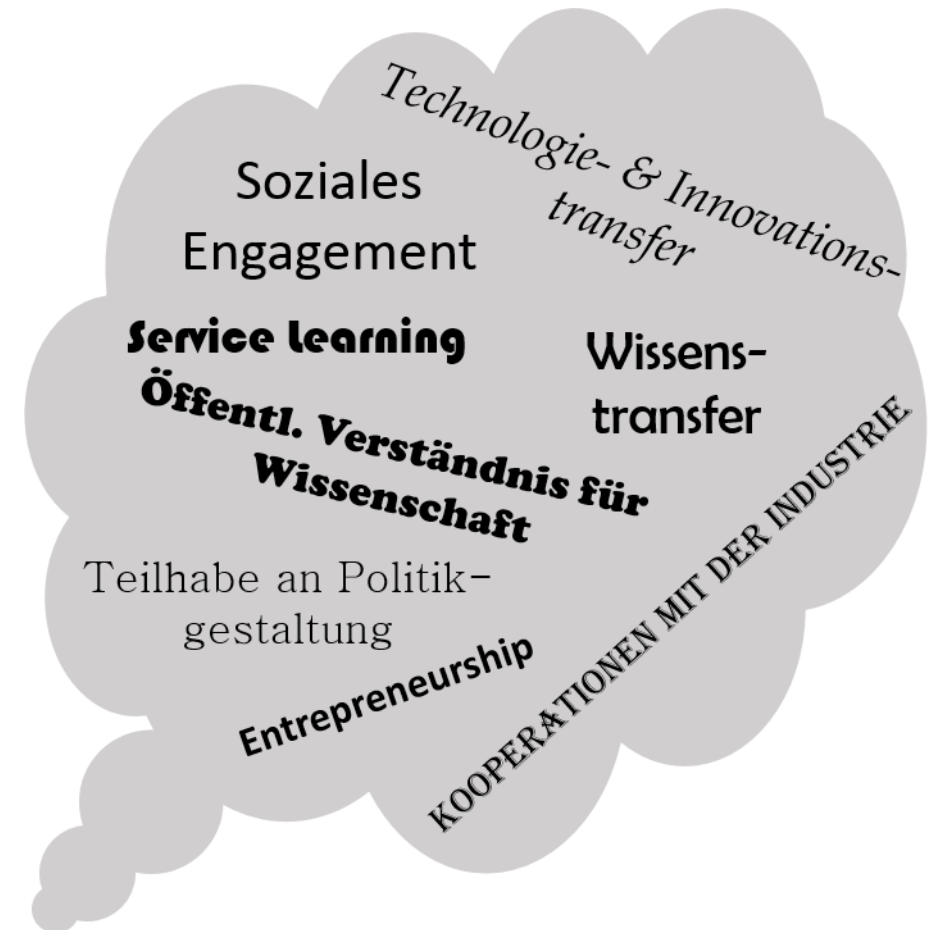 Technologie- & Innovations-
transfer
Soziales
Engagement
Service Learning
Wissens-
transfer
Öffentl. Verständnis für
Wissenschaft
Teilhabe an Politik-
gestaltung
Entrepreneurship
KOOPERATIONEN MIT DER INDUSTRIE